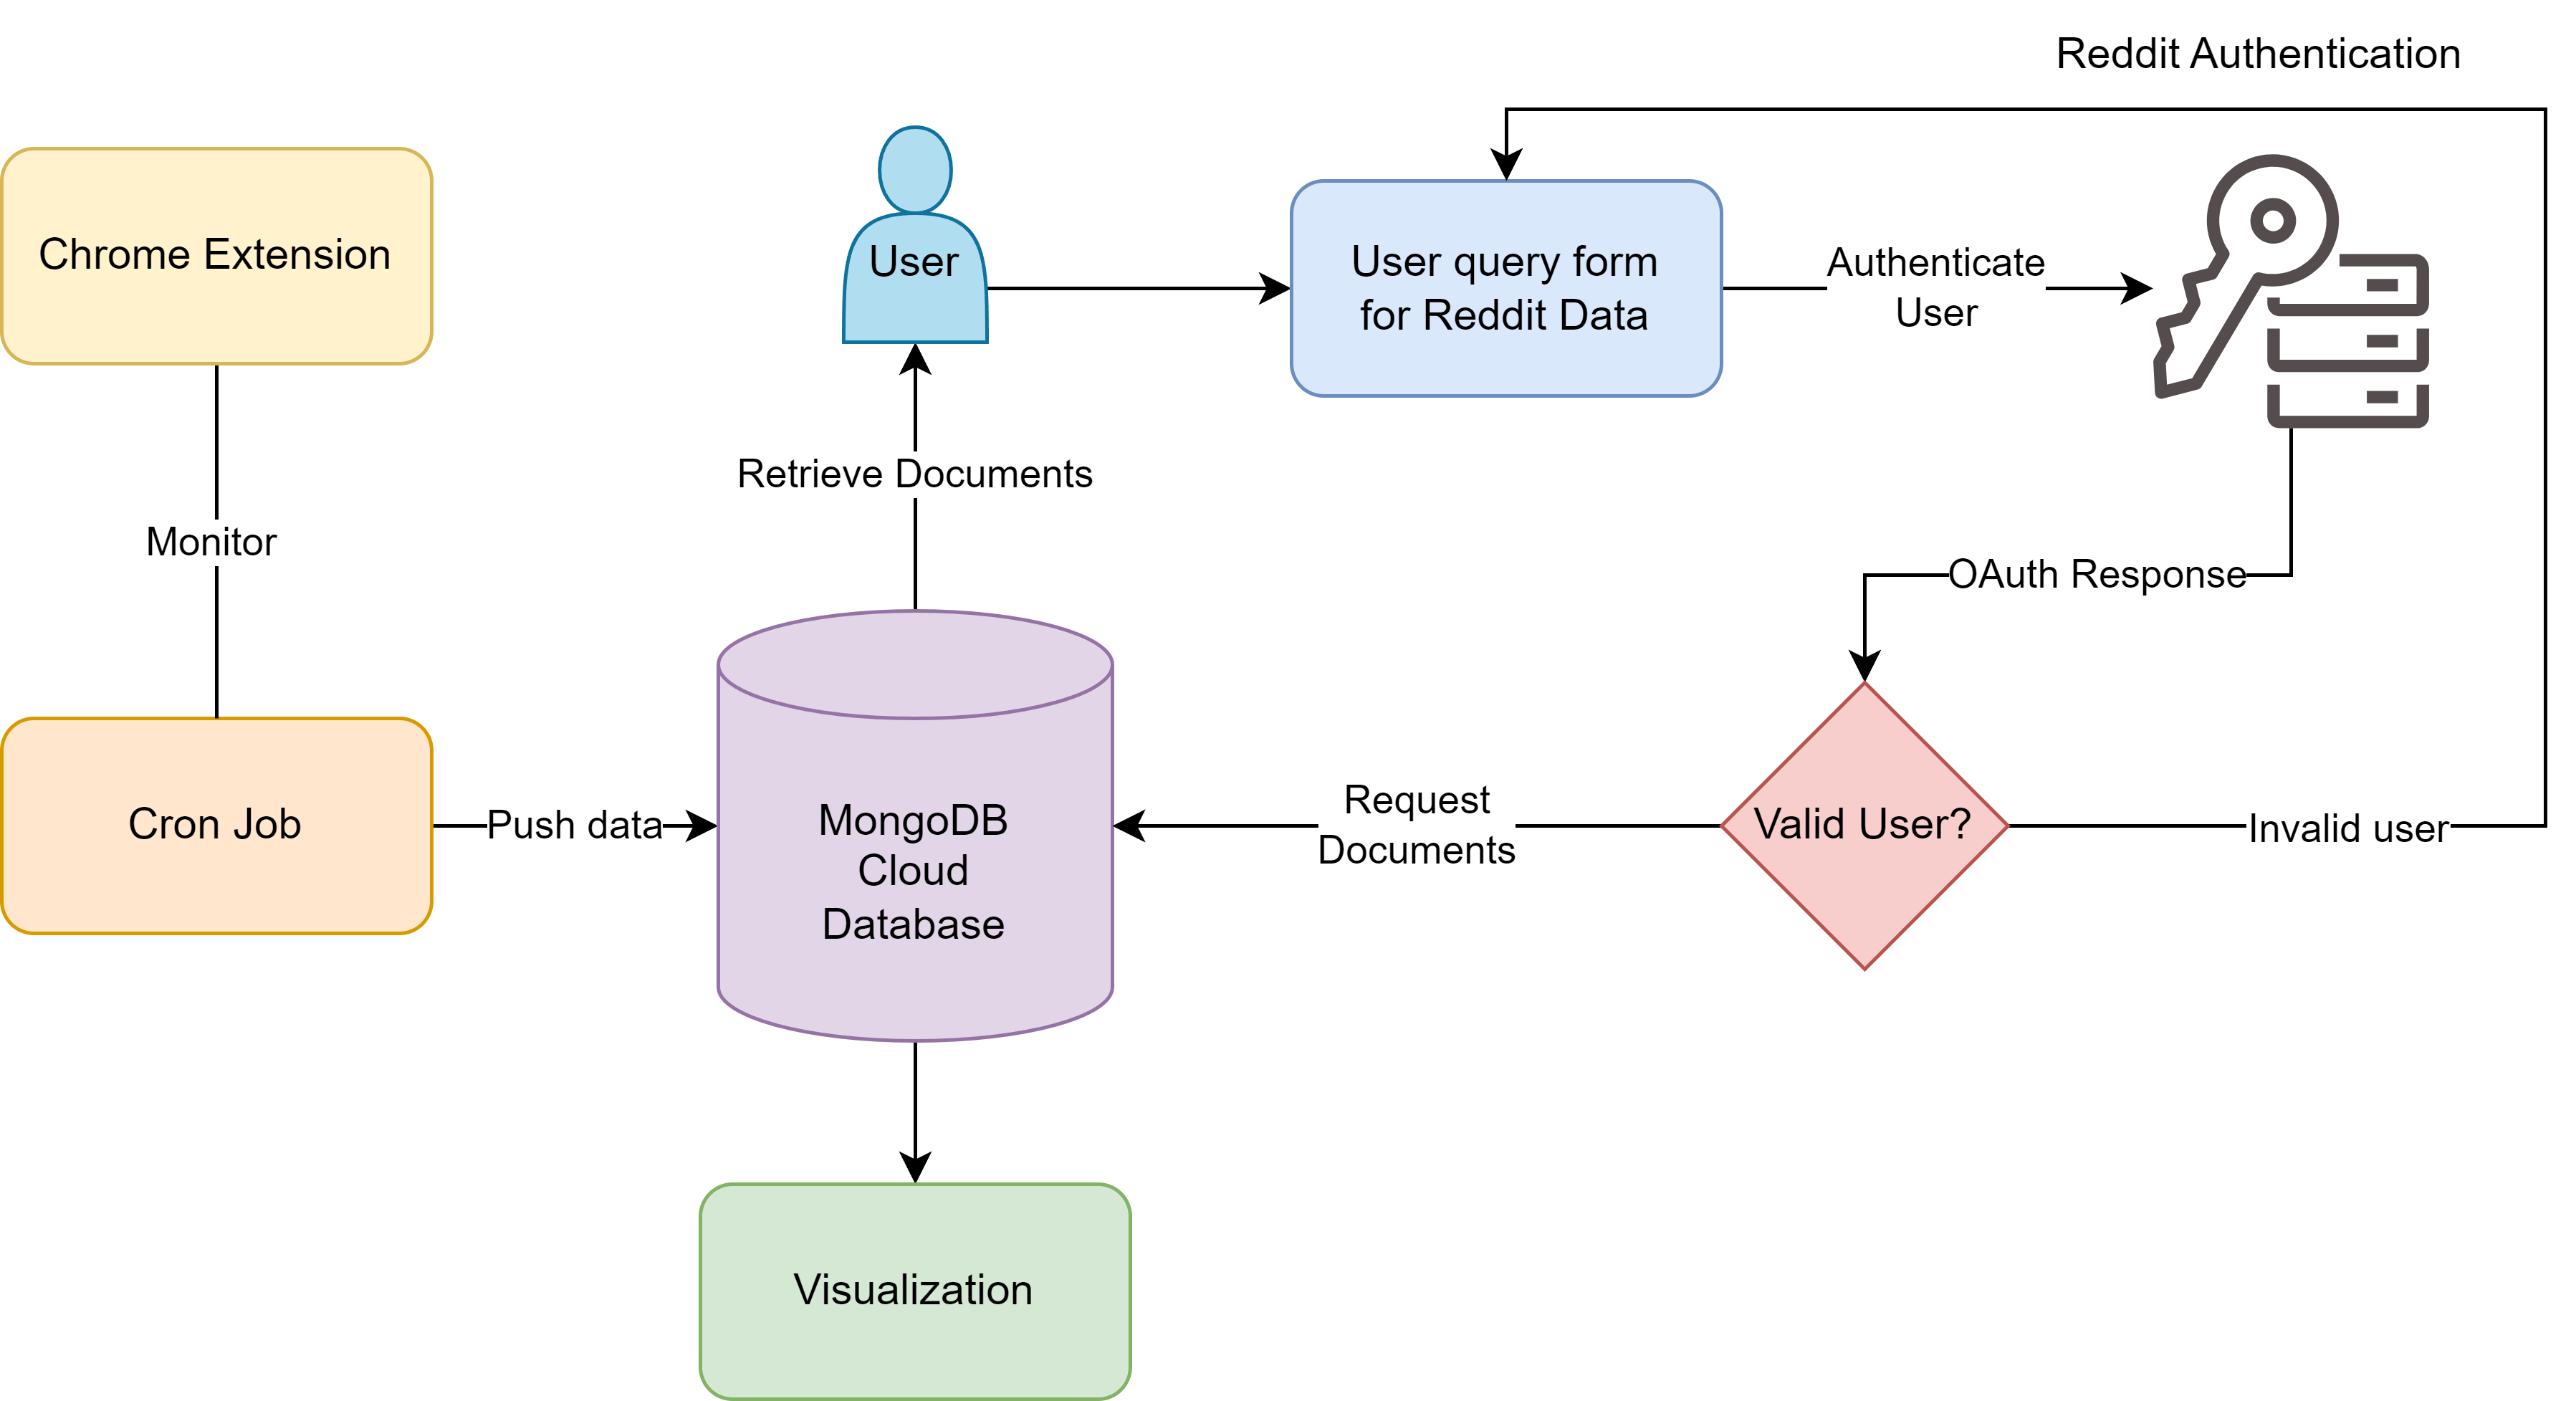 Reddit Authentication
Chrome Extension
User
User query form
for Reddit Data
Authenticate
User
Retrieve Documents
Monitor
OAuth Response
Cron Job
Push data
MongoDB
Cloud
Database
Request
Documents
Valid User?
Invalid user
Visualization